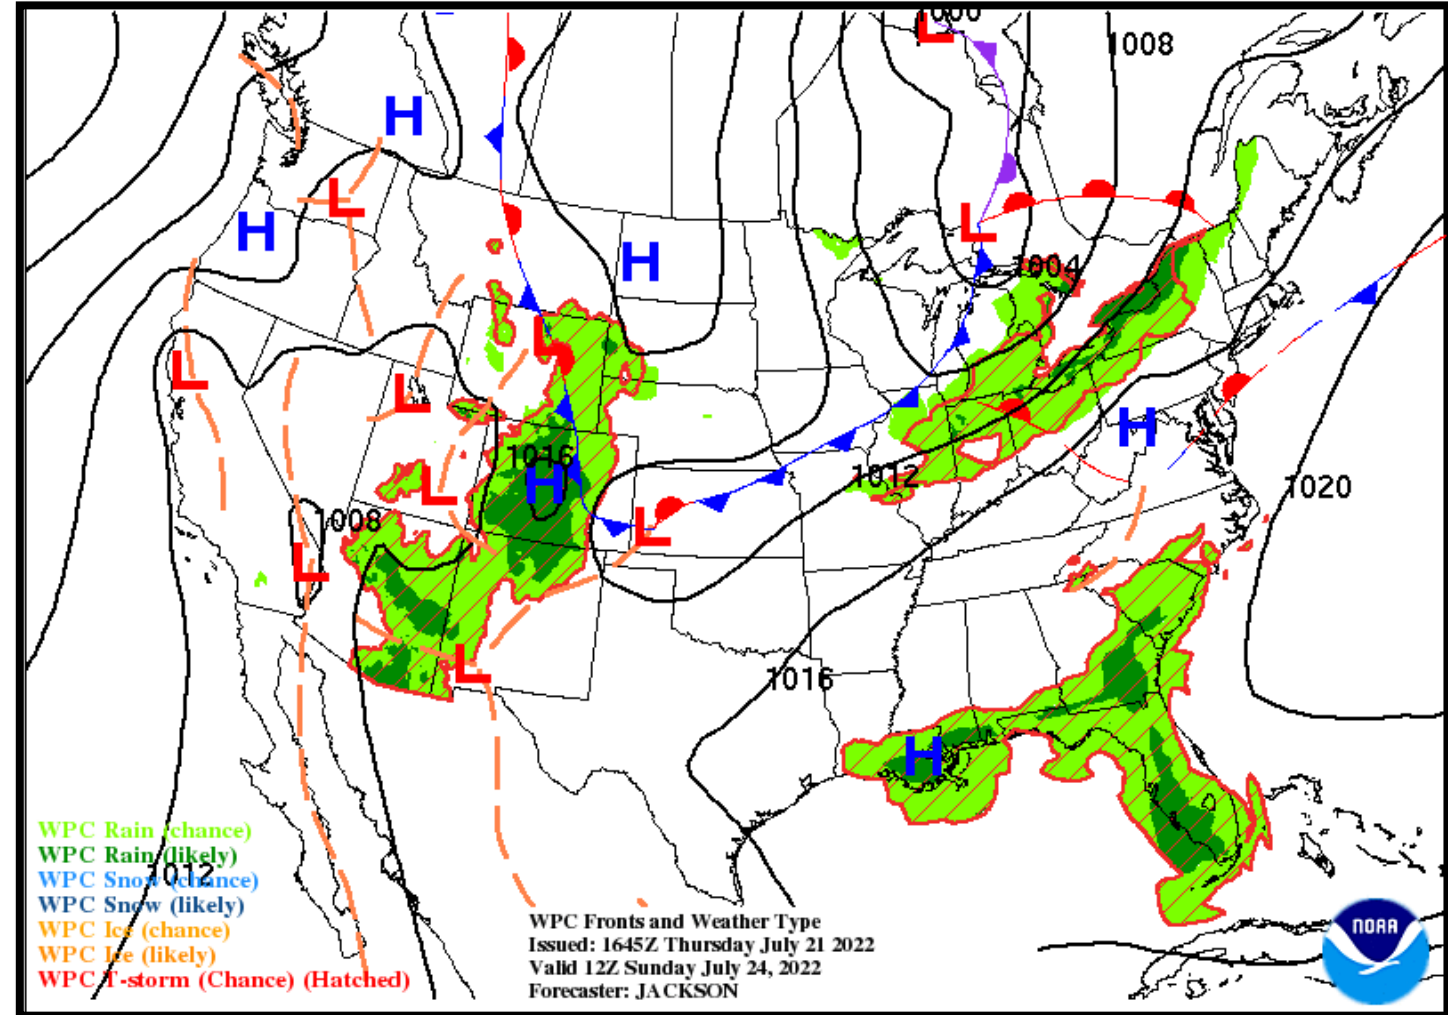 1000
L
1008
H
L
L
H
H
1004
L
L
L
H
1016
H
L
1012
1020
1008
L
L
L
1016
H
WPC Rain (chance)
WPC Rain (likely)
1012
WPC Snow (chance)
WPC Snow (likely)
WPC Ice (chance)
WPC Ice (likely)
WPC T-storm (Chance) (Hatched)
WPC Fronts and Weather Type
Issued: 1645Z Thursday July 21 2022
Valid 12Z Sunday July 24, 2022
Forecaster: JACKSON
NOAA